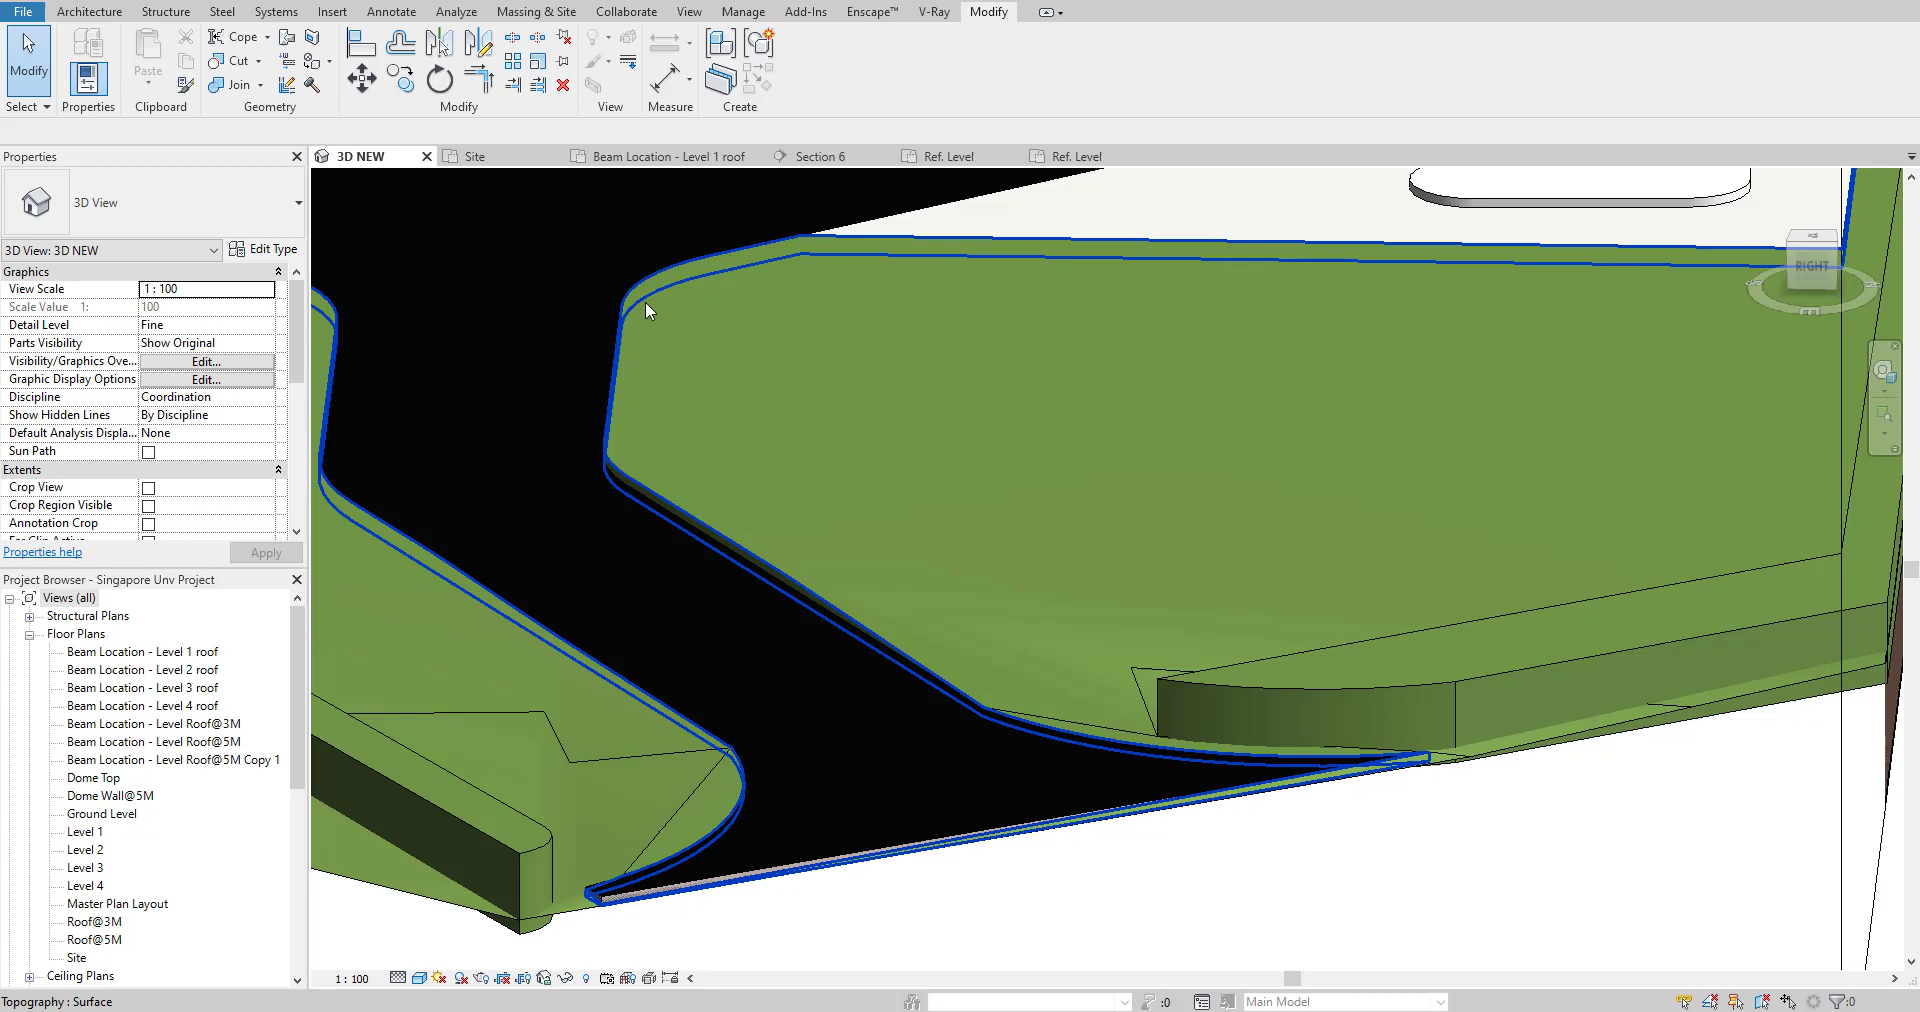 File Architecture Structure Steel Systems Insert Annotate Analyze Massing & Site Collaborate View Manage Add-Ins Enscape™ V-Ray Modify
Modify Paste Cope Cut Join
Select Properties Clipboard Geometry Modify View Measure Create
Properties
3D NEW Site Beam Location - Level 1 roof Section 6 Ref. Level Ref. Level
3D View
3D View: 3D NEW Edit Type
Graphics
View Scale 1 : 100
Scale Value 1: 100
Detail Level Fine
Parts Visibility Show Original
Visibility/Graphics Ove... Edit...
Graphic Display Options Edit...
Discipline Coordination
Show Hidden Lines By Discipline
Default Analysis Displa... None
Sun Path
Extents
Crop View
Crop Region Visible
Annotation Crop
Properties help Apply
Project Browser - Singapore Unv Project
Views (all)
Structural Plans
Floor Plans
Beam Location - Level 1 roof
Beam Location - Level 2 roof
Beam Location - Level 3 roof
Beam Location - Level 4 roof
Beam Location - Level Roof@3M
Beam Location - Level Roof@5M
Beam Location - Level Roof@5M Copy 1
Dome Top
Dome Wall@5M
Ground Level
Level 1
Level 2
Level 3
Level 4
Master Plan Layout
Roof@3M
Roof@5M
Site
Ceiling Plans
RIGHT
1 : 100
Topography : Surface :0 Main Model :0